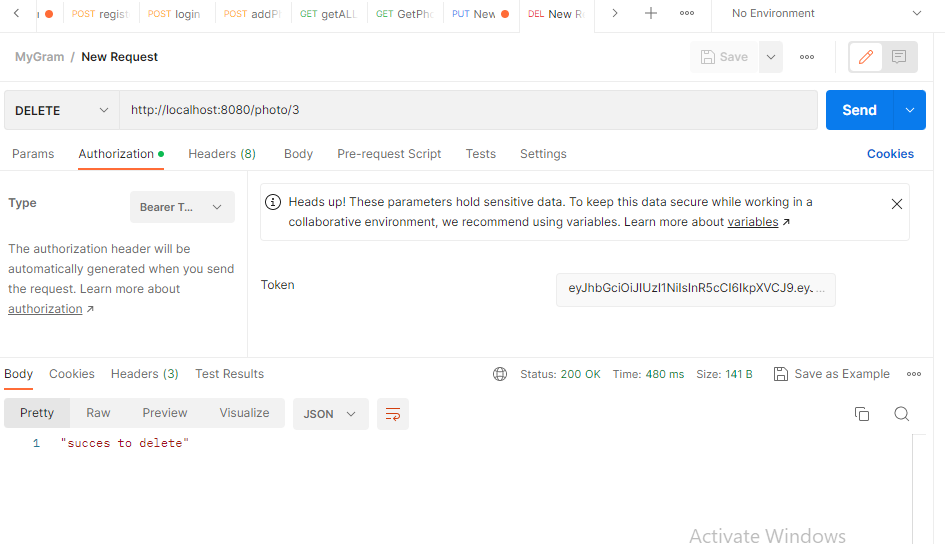 POST regist POST login POST addPl GET getALL GET GetPho PUT New DEL New R No Environment
MyGram / New Request
Save
DELETE http://localhost:8080/photo/3 Send
Params Authorization Headers (8) Body Pre-request Script Tests Settings Cookies
Type Bearer T...
Heads up! These parameters hold sensitive data. To keep this data secure while working in a
collaborative environment, we recommend using variables. Learn more about variables ↗
The authorization header will be
automatically generated when you send
the request. Learn more about
authorization ↗
Token eyJhbGciOiJIUzI1NiIsInR5cCI6IkpXVCJ9.eyJ...
Body Cookies Headers (3) Test Results Status: 200 OK Time: 480 ms Size: 141 B Save as Example
Pretty Raw Preview Visualize JSON
1 "succes to delete"
Activate Windows